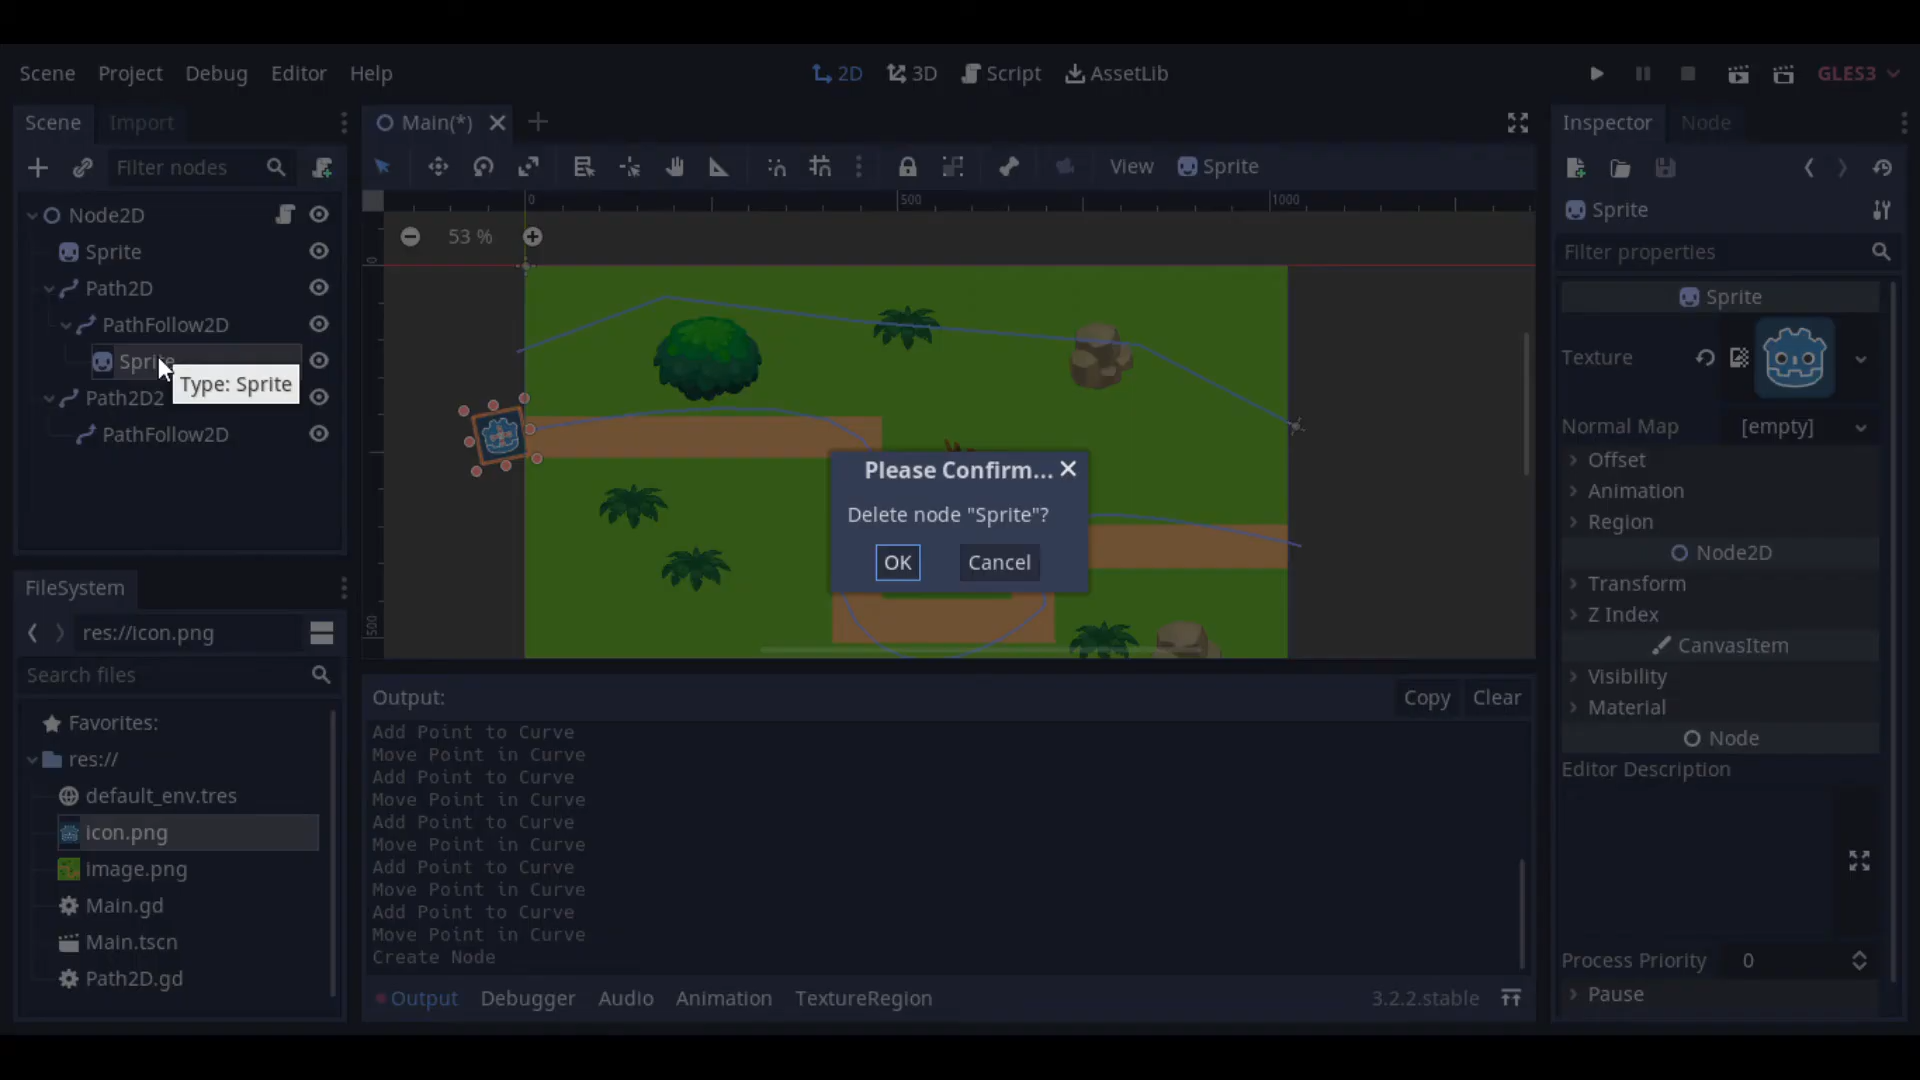 Scene Project Debug Editor Help
2D 3D Script AssetLib
GLES3
Scene Import
Main(*)
Inspector Node
Filter nodes
View Sprite
Sprite
Filter properties
Node2D
Sprite
Path2D
PathFollow2D
Sprite
Type: Sprite
Path2D2
PathFollow2D
0 500 1000
53 %
0
500
Please Confirm...
Delete node "Sprite"?
OK Cancel
Sprite
Texture
Normal Map [empty]
Offset
Animation
Region
Node2D
Transform
Z Index
CanvasItem
Visibility
Material
Node
Editor Description
Process Priority 0
Pause
FileSystem
res://icon.png
Search files
Favorites:
res://
default_env.tres
icon.png
image.png
Main.gd
Main.tscn
Path2D.gd
Output:
Copy Clear
Add Point to Curve
Move Point in Curve
Add Point to Curve
Move Point in Curve
Add Point to Curve
Move Point in Curve
Add Point to Curve
Move Point in Curve
Add Point to Curve
Move Point in Curve
Create Node
Output Debugger Audio Animation TextureRegion
3.2.2.stable